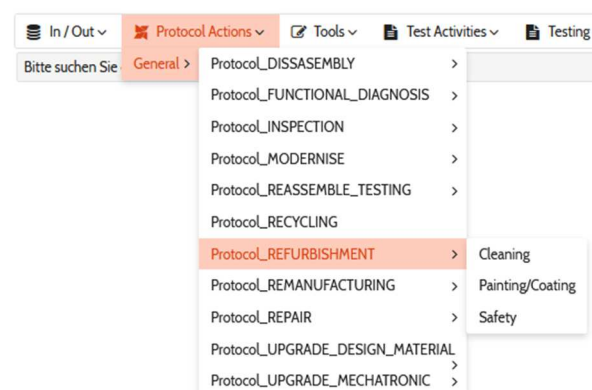 In / Out
Protocol Actions
Tools
Test Activities
Testing
Bitte suchen Sie
General
Protocol_DISSASEMBLY
Protocol_FUNCTIONAL_DIAGNOSIS
Protocol_INSPECTION
Protocol_MODERNISE
Protocol_REASSEMBLE_TESTING
Protocol_RECYCLING
Protocol_REFURBISHMENT
Cleaning
Protocol_REMANUFACTURING
Painting/Coating
Protocol_REPAIR
Safety
Protocol_UPGRADE_DESIGN_MATERIAL
Protocol_UPGRADE_MECHATRONIC